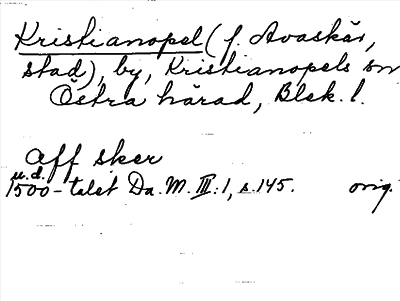 Kristianopel (f. Avaskär,
stad), by, Kristianopels sn
Östra härad, Blek. l.
Aff sker
u.d.
1500-talet Da. M. III:1, s. 145. orig.